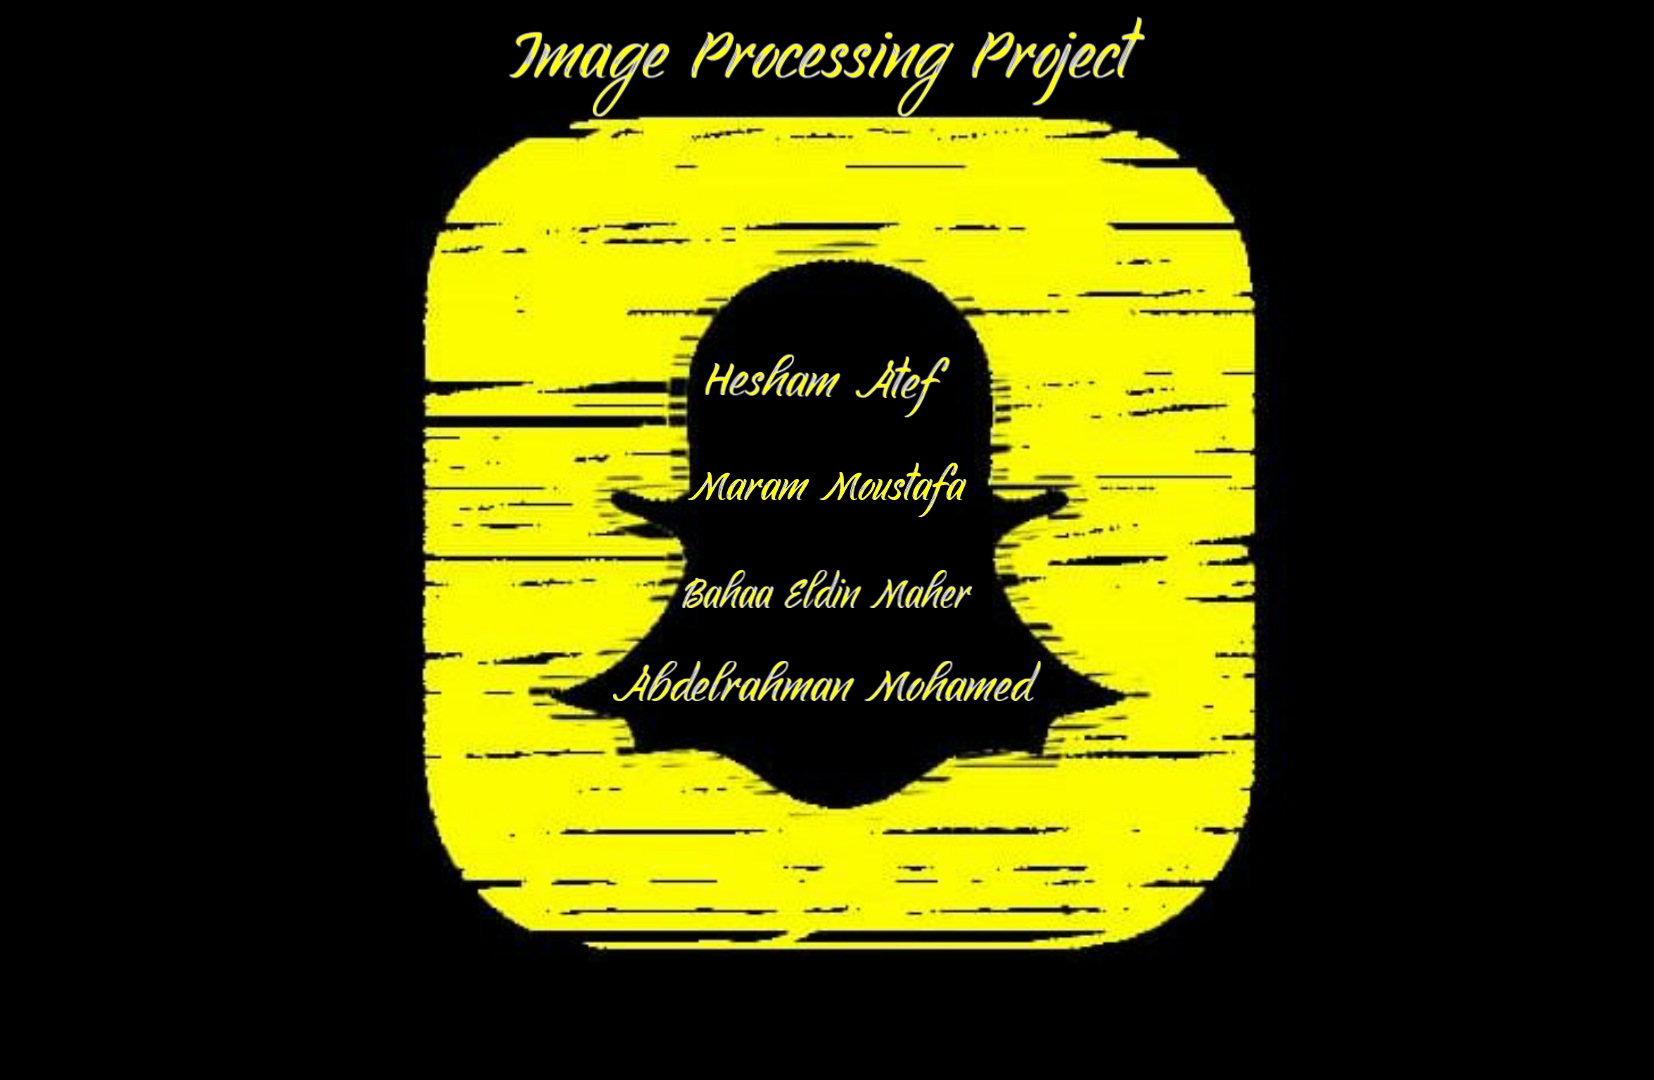 Image Processing Project
Hesham Atef
Maram Moustafa
Bahaa Eldin Maher
Abdelrahman Mohamed